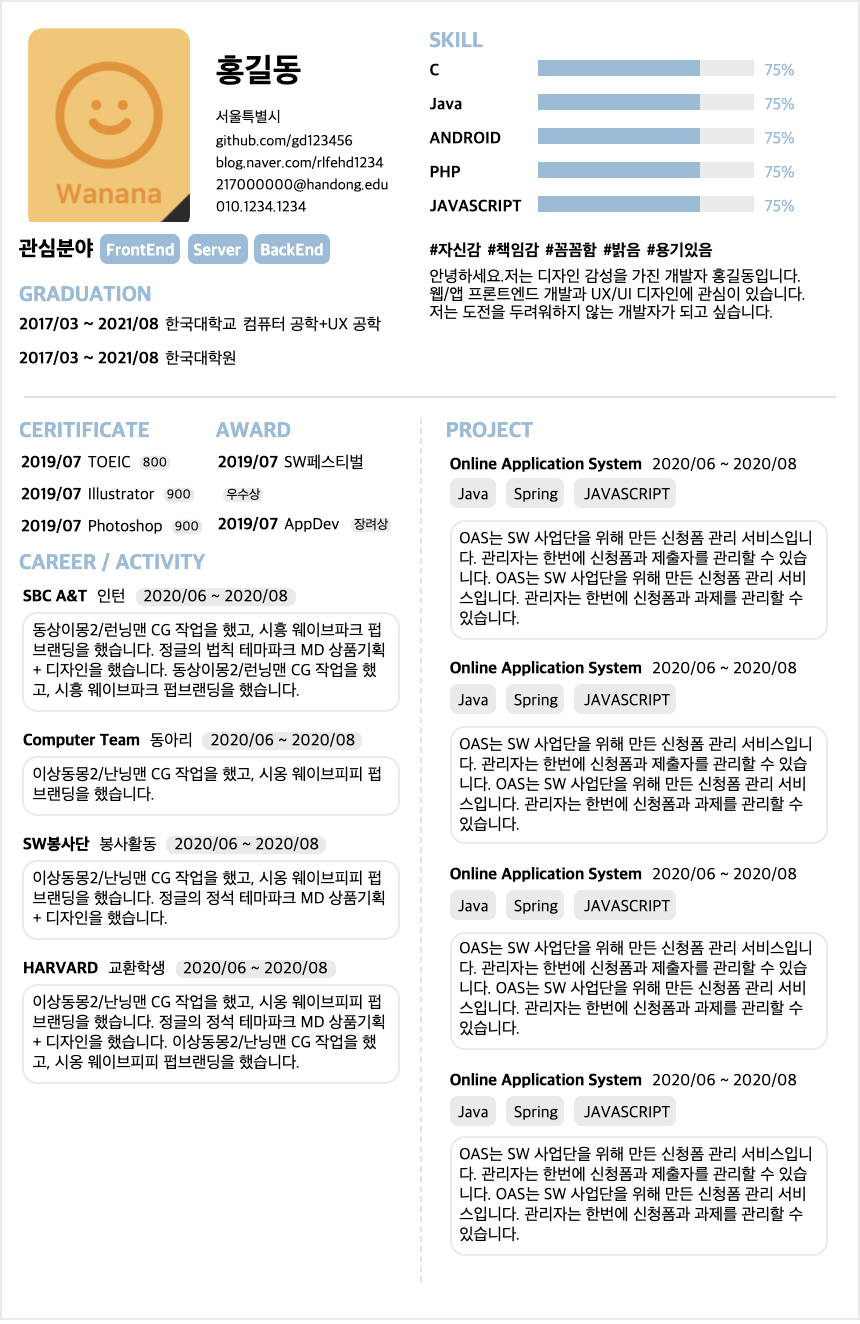 Wanana
홍길동
서울특별시
github.com/gd123456
blog.naver.com/rlfehd1234
217000000@handong.edu
010.1234.1234
관심분야 FrontEnd Server BackEnd
GRADUATION
2017/03 ~ 2021/08 한국대학교 컴퓨터 공학+UX 공학
2017/03 ~ 2021/08 한국대학원
SKILL
C 75%
Java 75%
ANDROID 75%
PHP 75%
JAVASCRIPT 75%
#자신감 #책임감 #꼼꼼함 #밝음 #용기있음
안녕하세요.저는 디자인 감성을 가진 개발자 홍길동입니다.
웹/앱 프론트엔드 개발과 UX/UI 디자인에 관심이 있습니다.
저는 도전을 두려워하지 않는 개발자가 되고 싶습니다.
CERITIFICATE
2019/07 TOEIC 800
2019/07 Illustrator 900
2019/07 Photoshop 900
AWARD
2019/07 SW페스티벌
우수상
2019/07 AppDev 장려상
CAREER / ACTIVITY
SBC A&T 인턴 2020/06 ~ 2020/08
동상이몽2/런닝맨 CG 작업을 했고, 시흥 웨이브파크 펍
브랜딩을 했습니다. 정글의 법칙 테마파크 MD 상품기획
+ 디자인을 했습니다. 동상이몽2/런닝맨 CG 작업을 했
고, 시흥 웨이브파크 펍브랜딩을 했습니다.
Computer Team 동아리 2020/06 ~ 2020/08
이상동몽2/난닝맨 CG 작업을 했고, 시옹 웨이브피피 펍
브랜딩을 했습니다.
SW봉사단 봉사활동 2020/06 ~ 2020/08
이상동몽2/난닝맨 CG 작업을 했고, 시옹 웨이브피피 펍
브랜딩을 했습니다. 정글의 정석 테마파크 MD 상품기획
+ 디자인을 했습니다.
HARVARD 교환학생 2020/06 ~ 2020/08
이상동몽2/난닝맨 CG 작업을 했고, 시옹 웨이브피피 펍
브랜딩을 했습니다. 정글의 정석 테마파크 MD 상품기획
+ 디자인을 했습니다. 이상동몽2/난닝맨 CG 작업을 했
고, 시옹 웨이브피피 펍브랜딩을 했습니다.
PROJECT
Online Application System 2020/06 ~ 2020/08
Java Spring JAVASCRIPT
OAS는 SW 사업단을 위해 만든 신청폼 관리 서비스입니
다. 관리자는 한번에 신청폼과 제출자를 관리할 수 있습
니다. OAS는 SW 사업단을 위해 만든 신청폼 관리 서비
스입니다. 관리자는 한번에 신청폼과 과제를 관리할 수
있습니다.
Online Application System 2020/06 ~ 2020/08
Java Spring JAVASCRIPT
OAS는 SW 사업단을 위해 만든 신청폼 관리 서비스입니
다. 관리자는 한번에 신청폼과 제출자를 관리할 수 있습
니다. OAS는 SW 사업단을 위해 만든 신청폼 관리 서비
스입니다. 관리자는 한번에 신청폼과 과제를 관리할 수
있습니다.
Online Application System 2020/06 ~ 2020/08
Java Spring JAVASCRIPT
OAS는 SW 사업단을 위해 만든 신청폼 관리 서비스입니
다. 관리자는 한번에 신청폼과 제출자를 관리할 수 있습
니다. OAS는 SW 사업단을 위해 만든 신청폼 관리 서비
스입니다. 관리자는 한번에 신청폼과 과제를 관리할 수
있습니다.
Online Application System 2020/06 ~ 2020/08
Java Spring JAVASCRIPT
OAS는 SW 사업단을 위해 만든 신청폼 관리 서비스입니
다. 관리자는 한번에 신청폼과 제출자를 관리할 수 있습
니다. OAS는 SW 사업단을 위해 만든 신청폼 관리 서비
스입니다. 관리자는 한번에 신청폼과 과제를 관리할 수
있습니다.